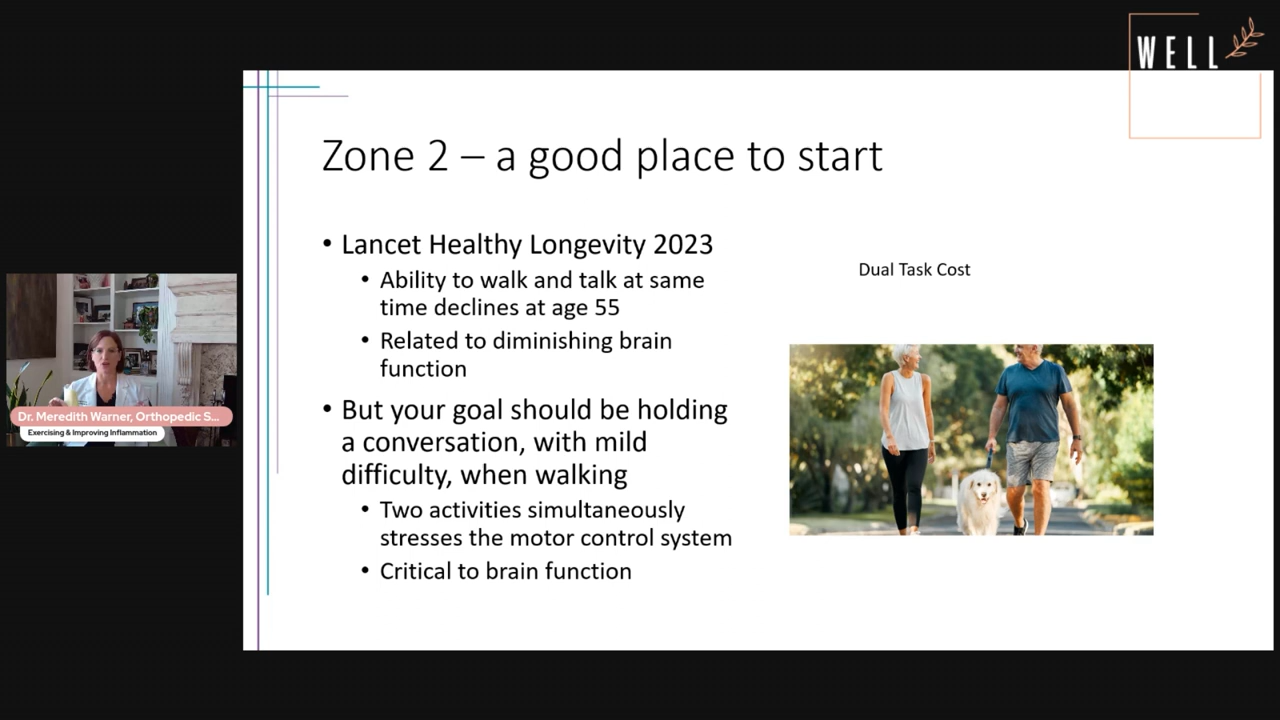 WELL
Zone 2 – a good place to start
• Lancet Healthy Longevity 2023
• Ability to walk and talk at same
time declines at age 55
• Related to diminishing brain
function
• But your goal should be holding
a conversation, with mild
difficulty, when walking
• Two activities simultaneously
stresses the motor control system
• Critical to brain function
Dual Task Cost
Dr. Meredith Warner, Orthopedic S...
Exercising & Improving Inflammation